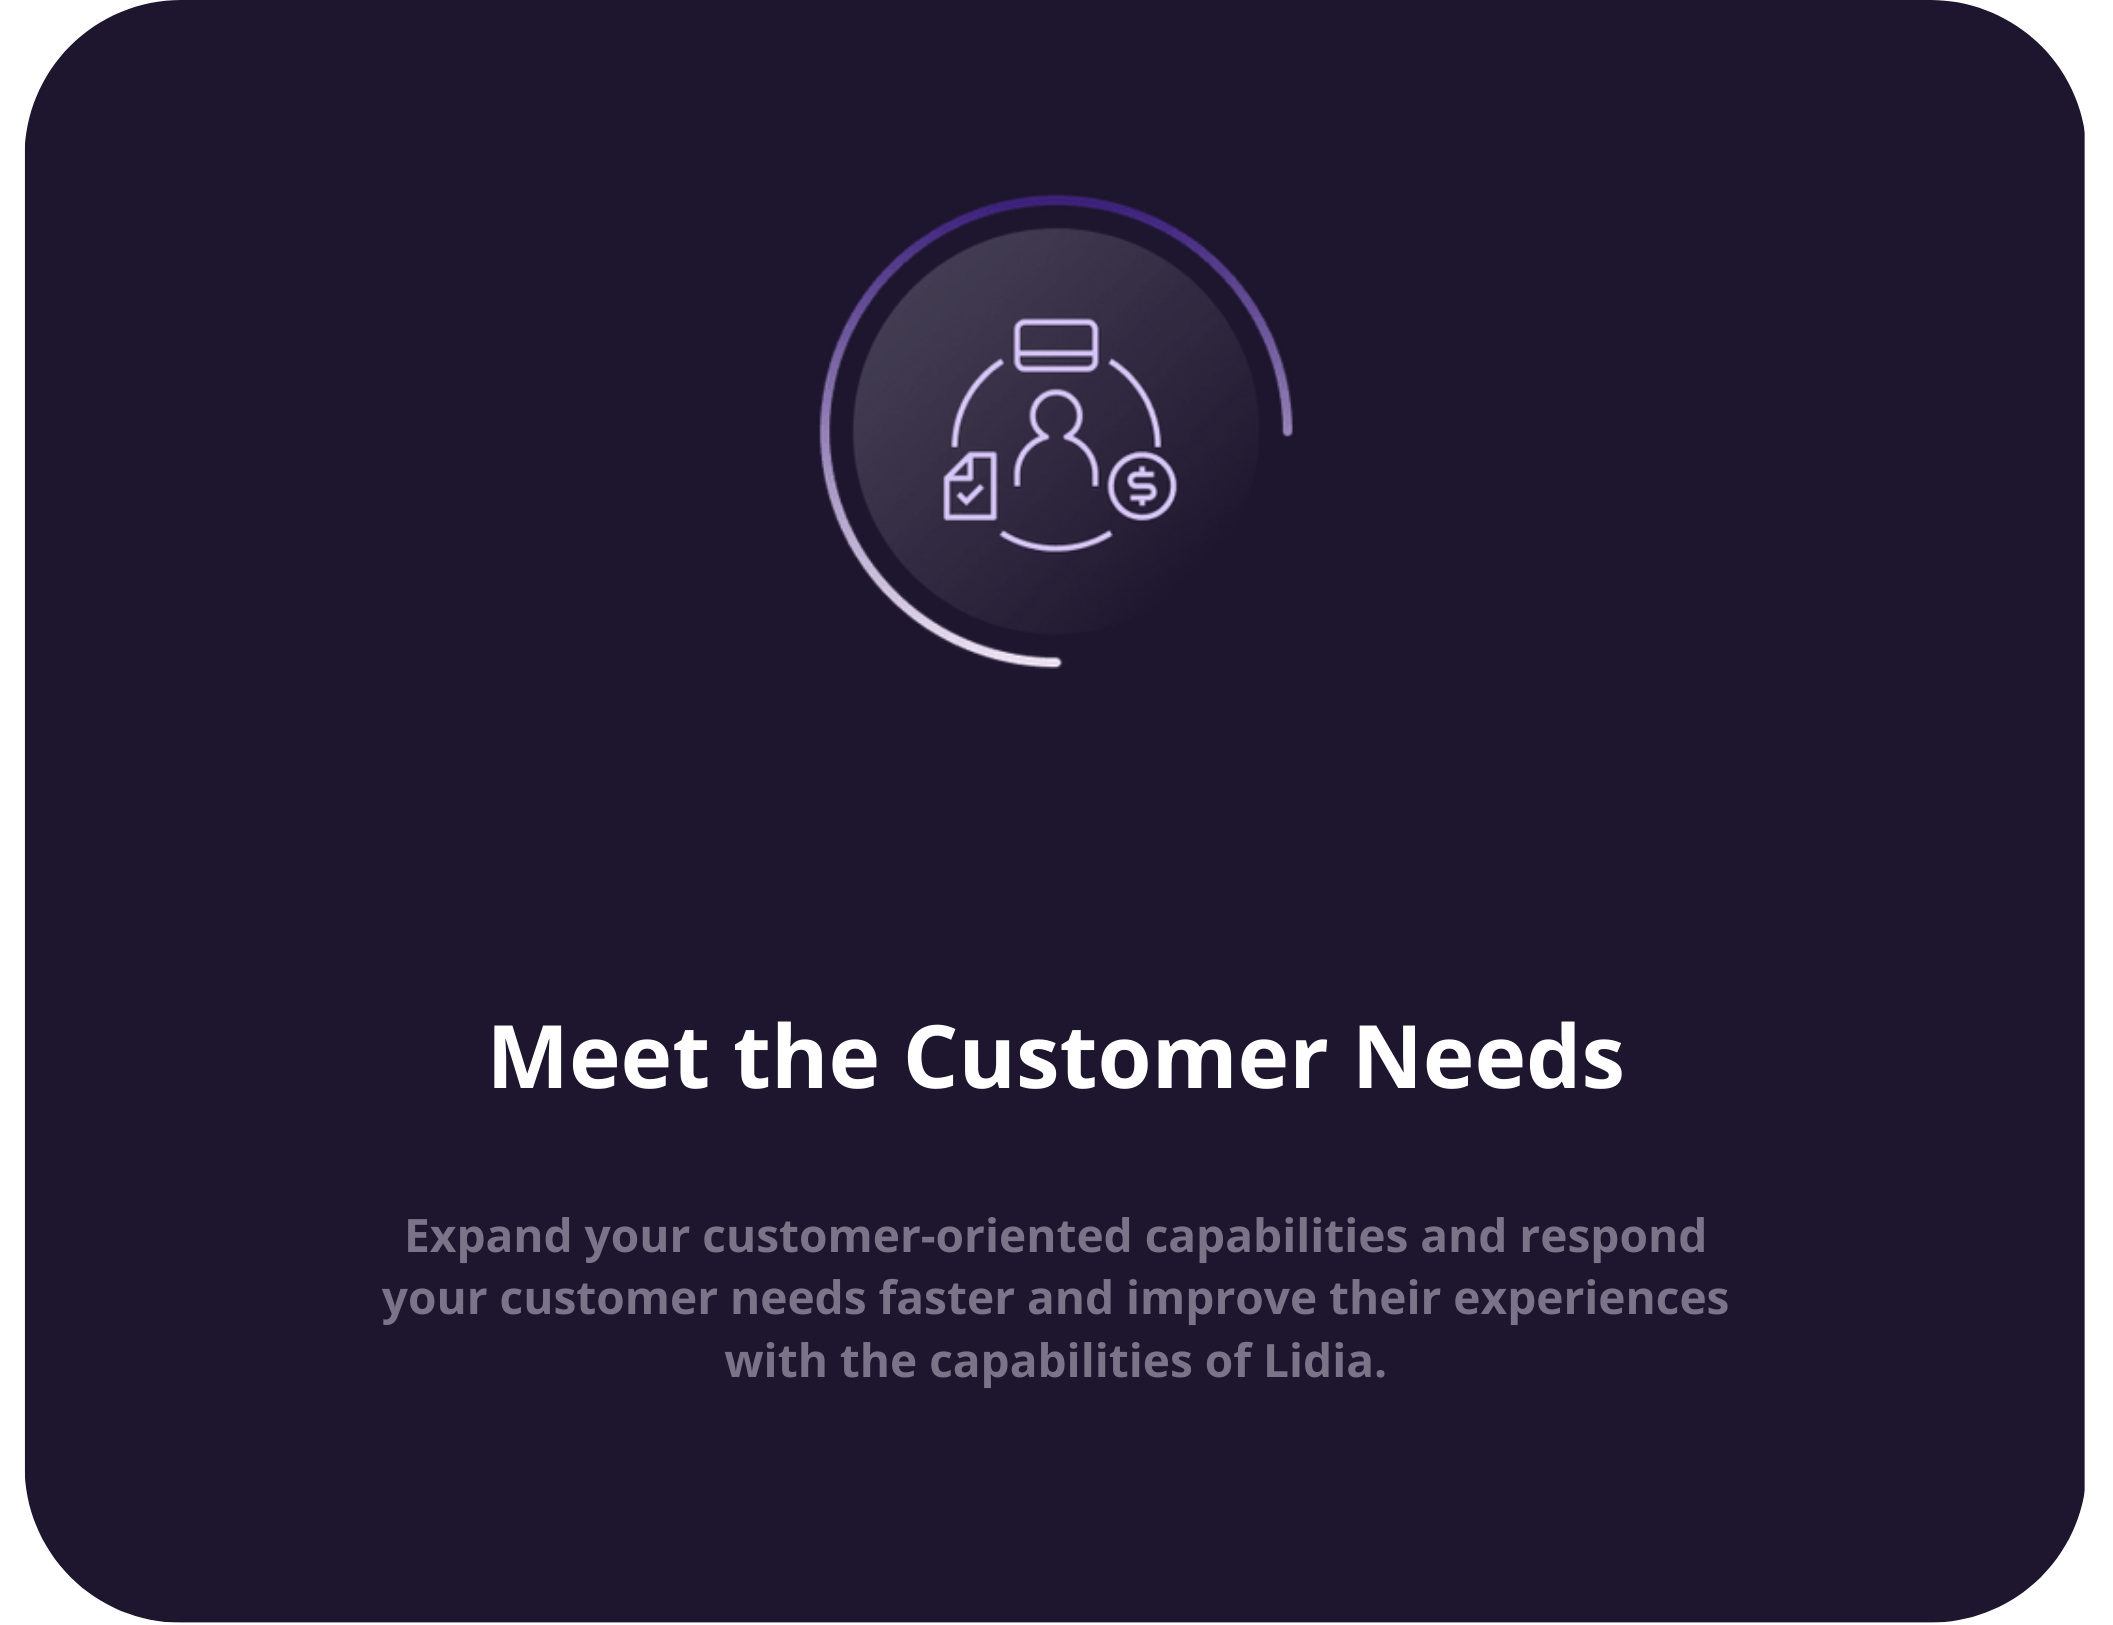 Meet the Customer Needs
Expand your customer-oriented capabilities and respond
your customer needs faster and improve their experiences
with the capabilities of Lidia.